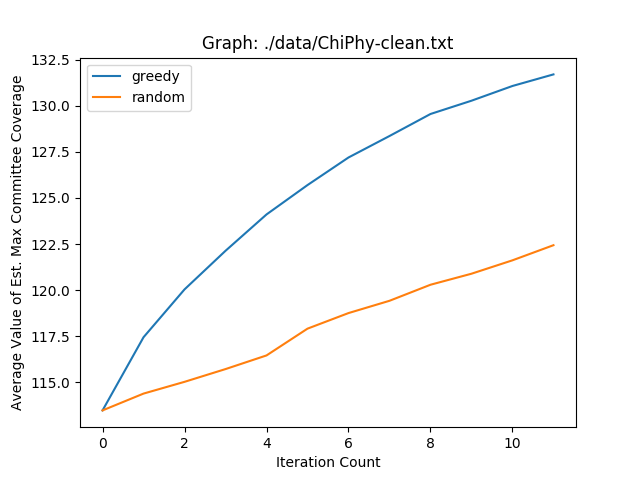 Graph: ./data/ChiPhy-clean.txt
greedy
random
Average Value of Est. Max Committee Coverage
132.5
130.0
127.5
125.0
122.5
120.0
117.5
115.0
0 2 4 6 8 10
Iteration Count